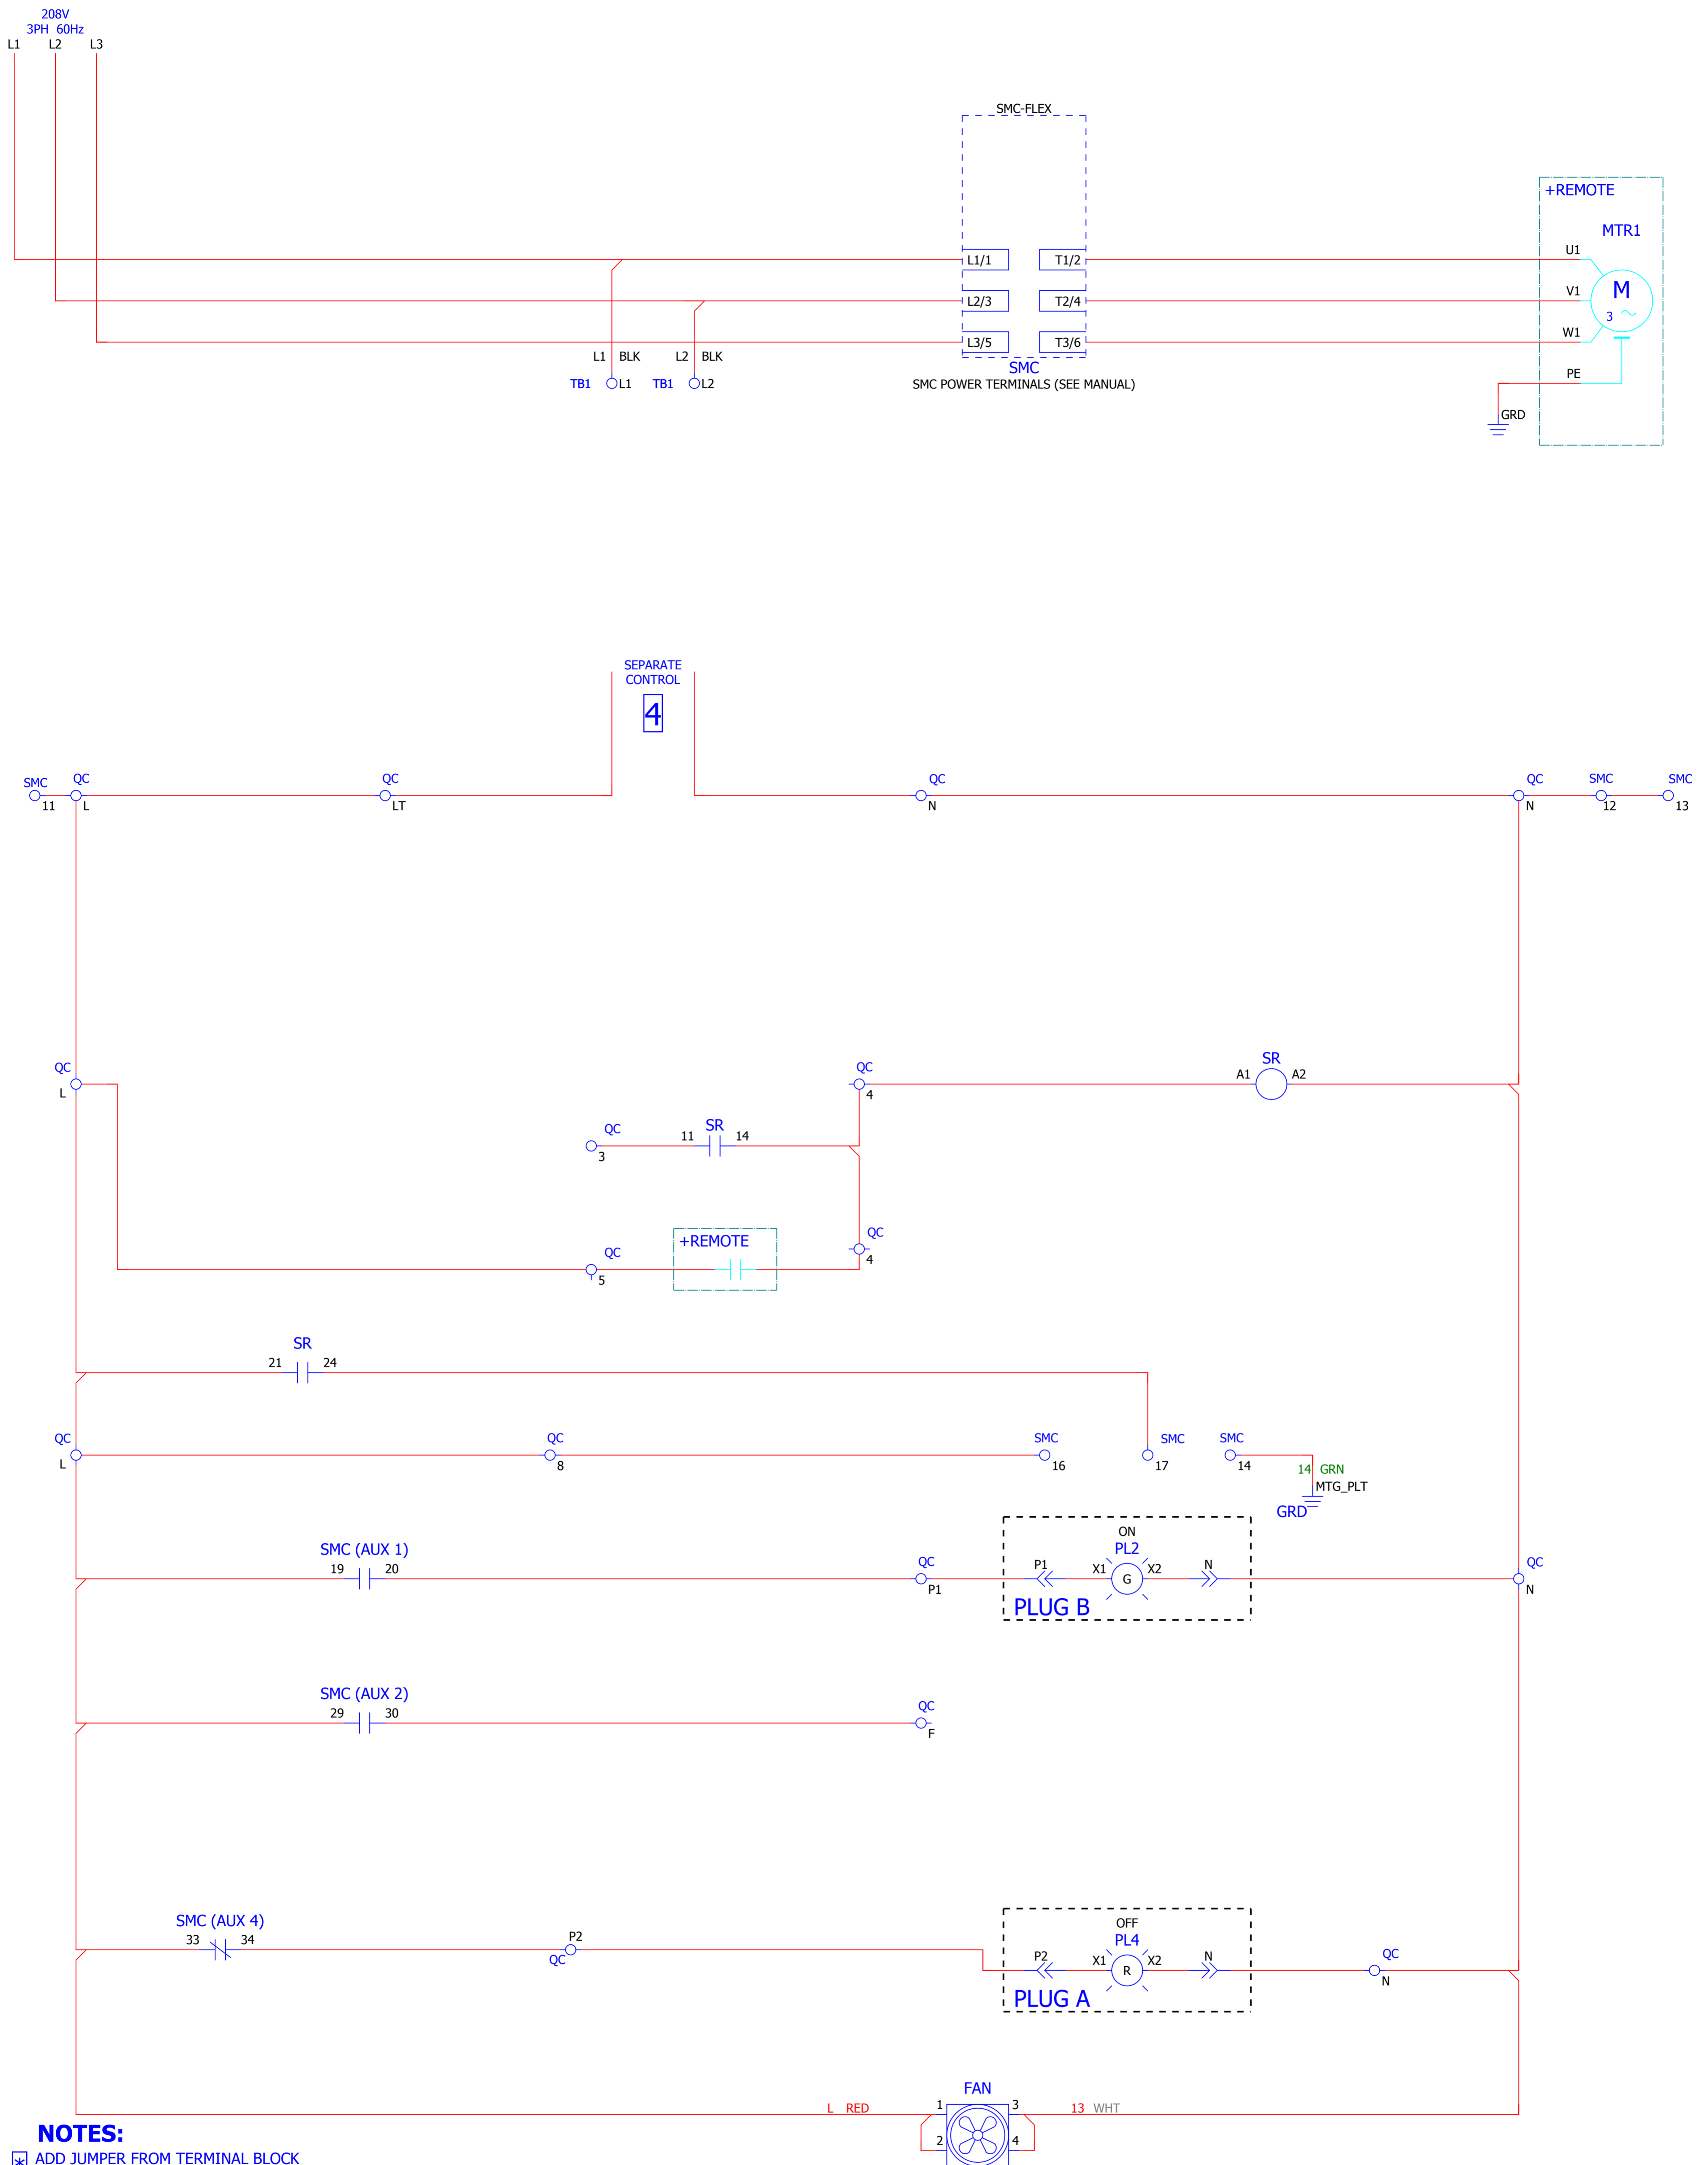 208V
3PH 60Hz
L1 L2 L3
SMC-FLEX
+REMOTE
MTR1
U1
L1/1 T1/2
M
3
V1
L2/3 T2/4
W1
L3/5 T3/6
L1 BLK L2 BLK
SMC
PE
TB1 L1 TB1 L2
SMC POWER TERMINALS (SEE MANUAL)
GRD
SEPARATE
CONTROL
4
SMC QC QC QC QC SMC SMC
11 L LT N N 12 13
QC QC SR
A1 A2
L 4
QC SR
11 14
3
QC
+REMOTE
QC
4
5
SR
21 24
QC QC SMC SMC SMC
L 8 16 17 14
14 GRN
MTG_PLT
GRD
ON
SMC (AUX 1) PL2
19 20 QC P1 X1 G X2 N QC
P1 N
PLUG B
SMC (AUX 2)
29 30 QC
F
SMC (AUX 4)
33 34 P2
QC
OFF
PL4
P2 X1 R X2 N QC
N
PLUG A
FAN
L RED 1 3 13 WHT
2 4
NOTES:
* ADD JUMPER FROM TERMINAL BLOCK